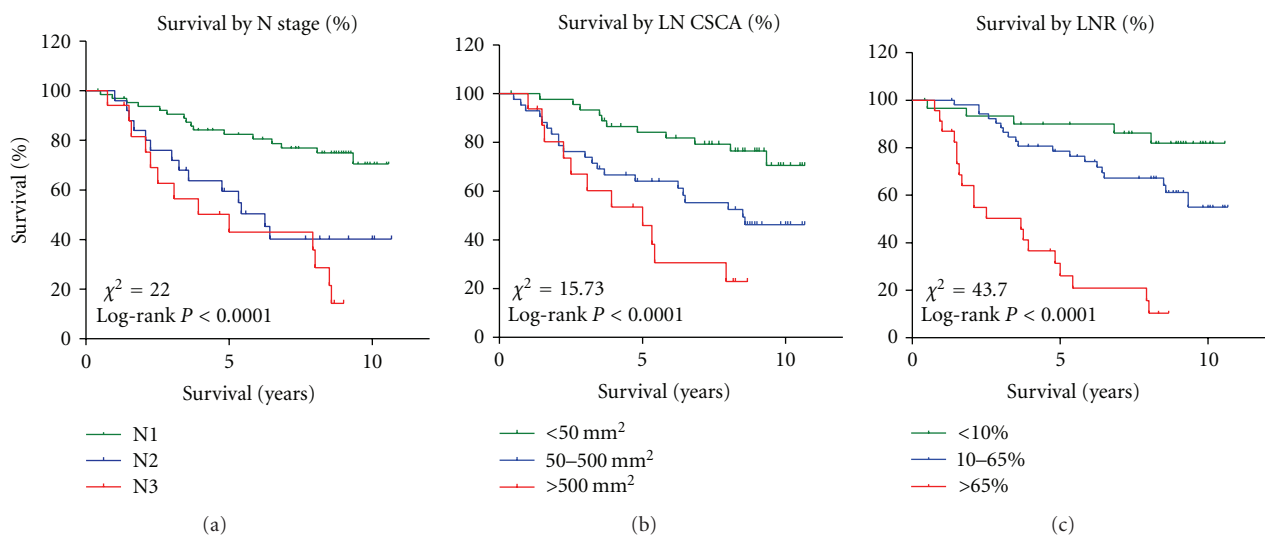 Survival by N stage (%)
120
100
80
60
40
20
0
Survival (%)
χ² = 22
Log-rank P < 0.0001
0 5 10
Survival (years)
N1
N2
N3
(a)
Survival by LN CSCA (%)
120
100
80
60
40
20
0
χ² = 15.73
Log-rank P < 0.0001
0 5 10
Survival (years)
<50 mm²
50–500 mm²
>500 mm²
(b)
Survival by LNR (%)
120
100
80
60
40
20
0
χ² = 43.7
Log-rank P < 0.0001
0 5 10
Survival (years)
<10%
10–65%
>65%
(c)